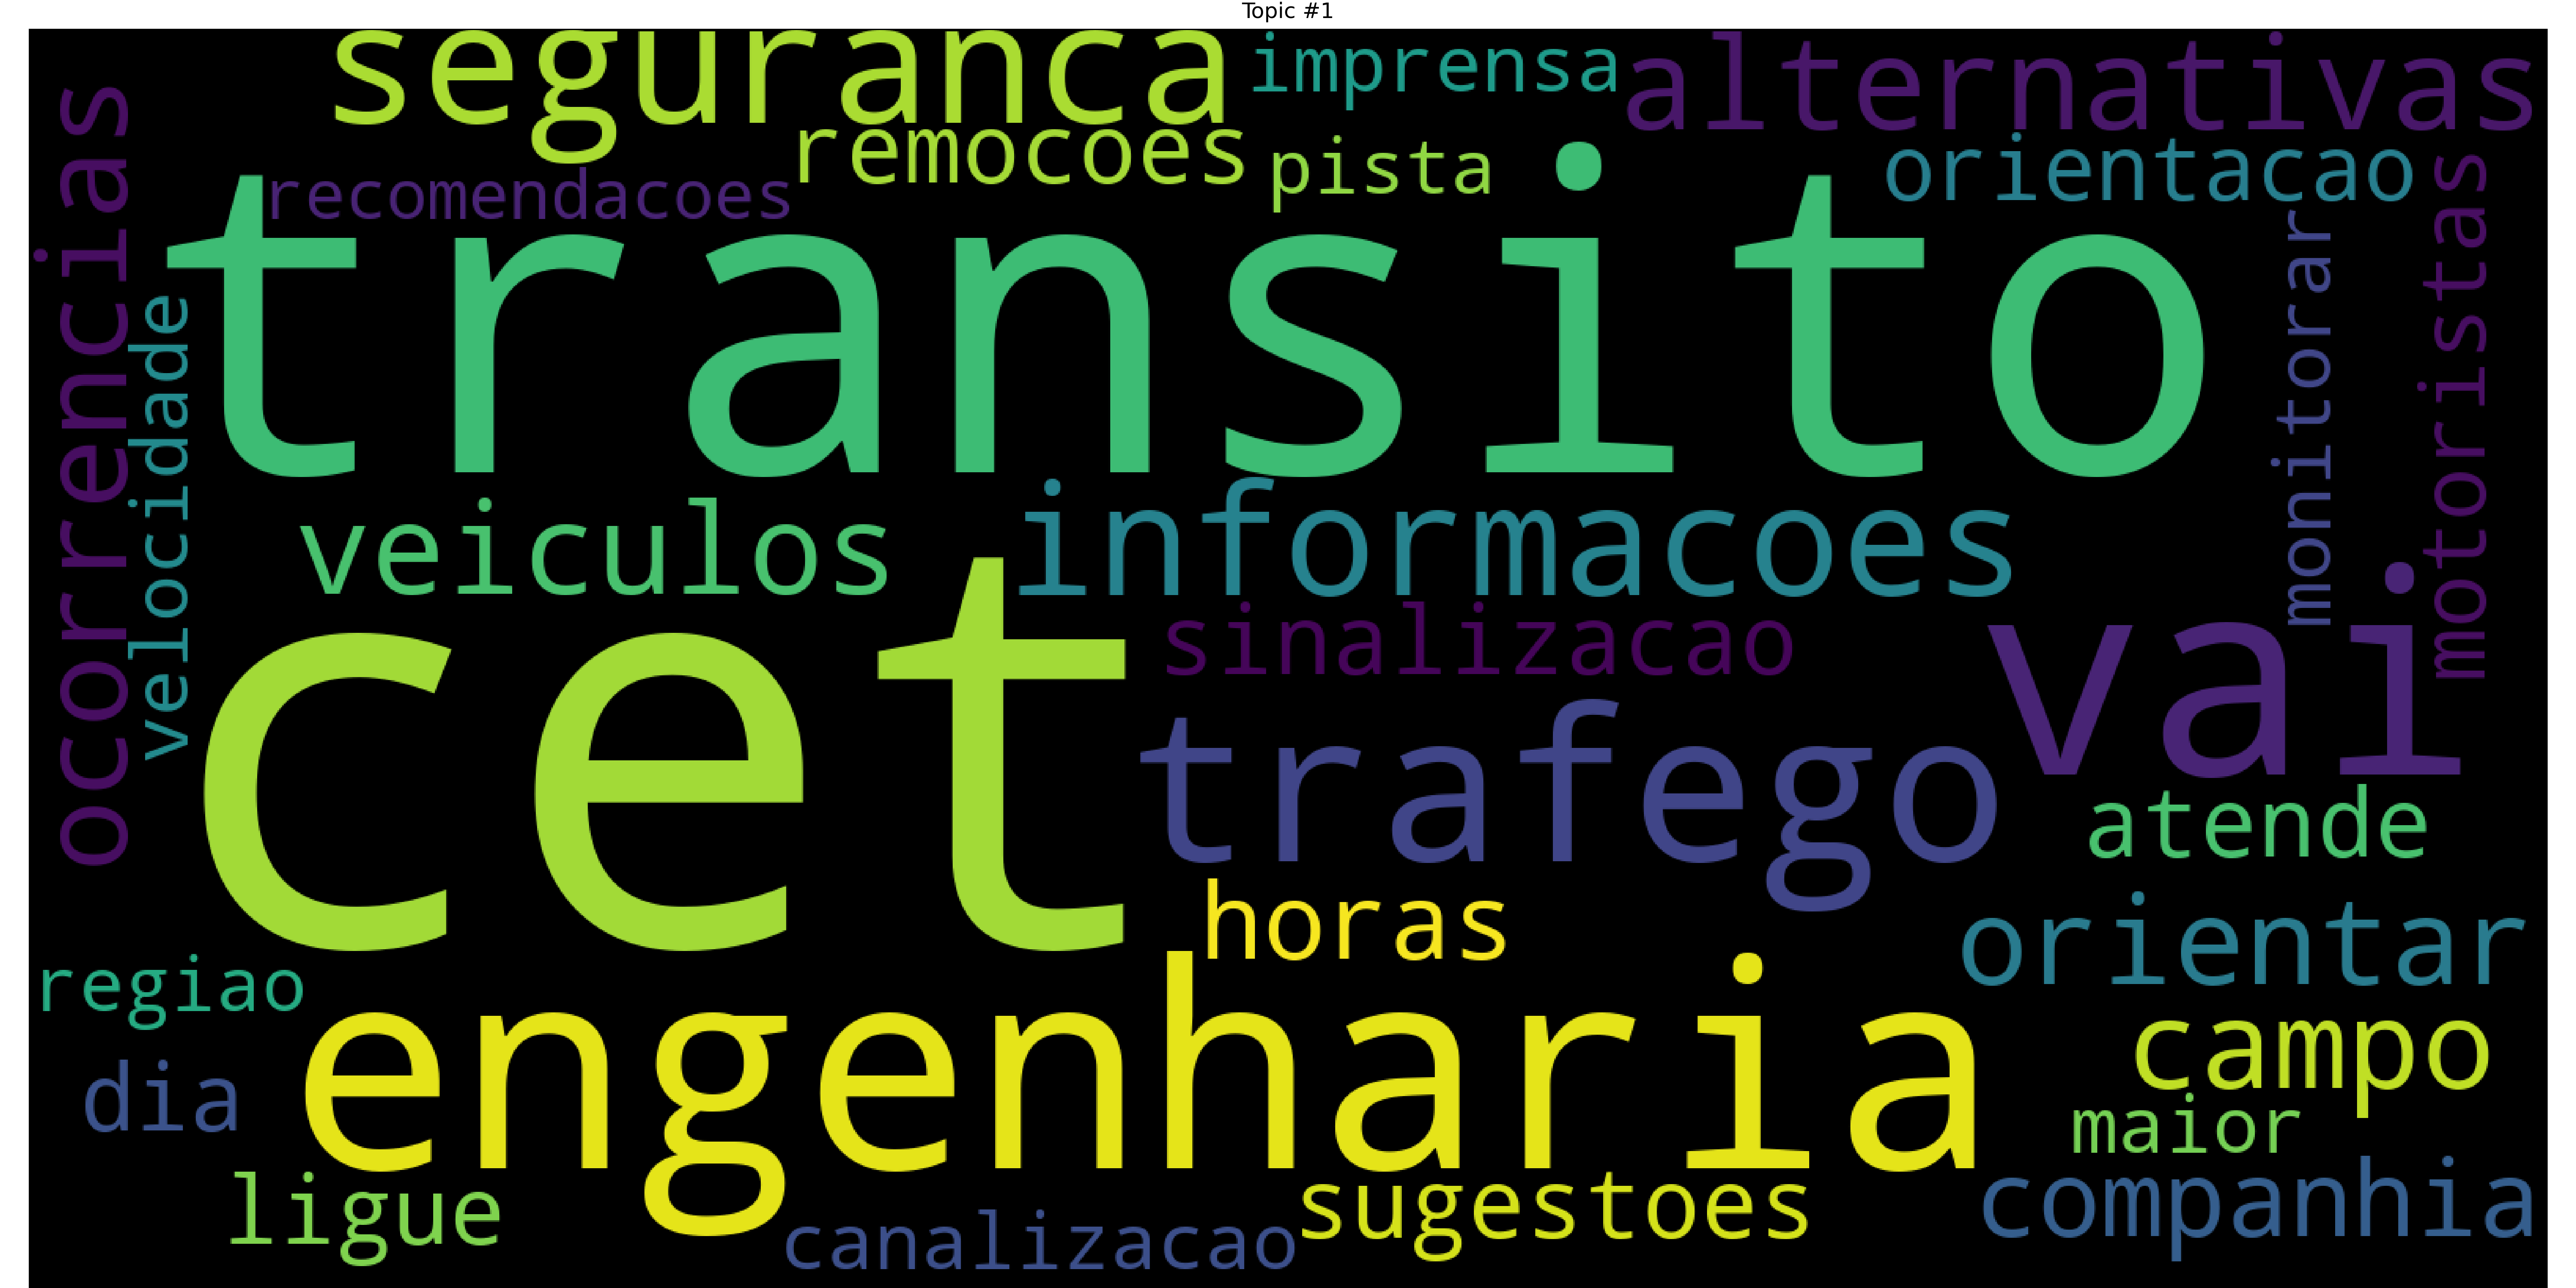 Topic #1
seguranca
imprensa
alternativas
remocoes
pista
orientacao
recomendacoes
transito
ocorrencias
velocidade
monitorar
motoristas
veiculos
informacoes
sinalizacao
vai
cet
trafego
atende
horas
orientar
regiao
engenharia
campo
dia
maior
ligue
sugestoes
companhia
canalizacao